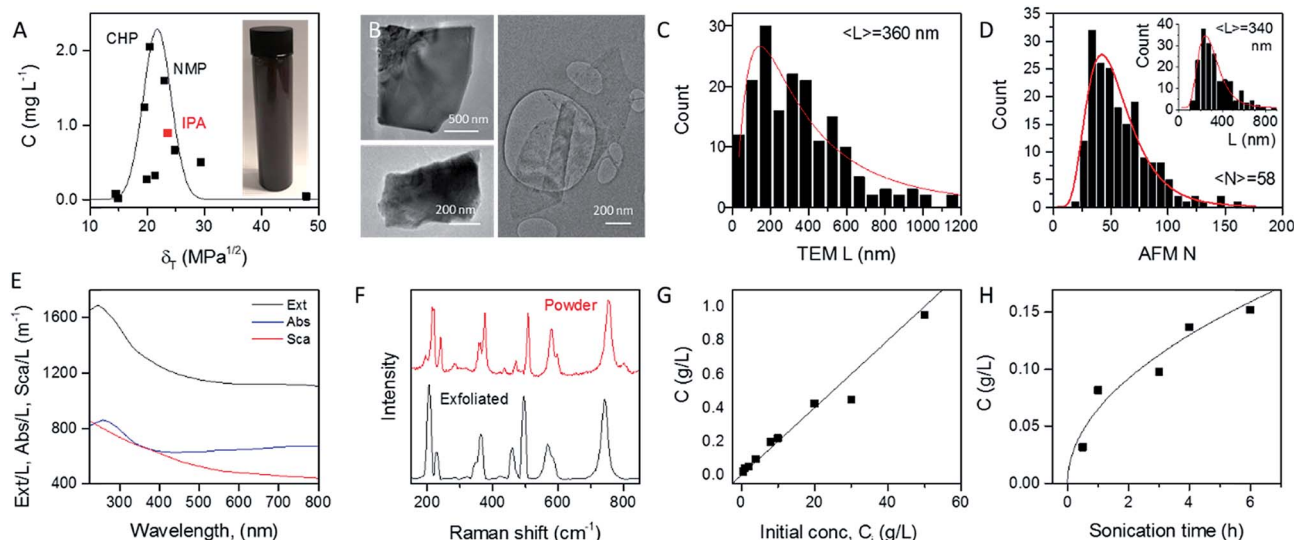 A
C (mg L⁻¹)
2.0
1.0
0.0
CHP
NMP
IPA
10 20 30 40 50
δT (MPa1/2)
B
500 nm
200 nm
200 nm
C
Count
30
20
10
0
<L>=360 nm
0 200 400 600 800 1000 1200
TEM L (nm)
D
Count
35
30
25
20
15
10
5
0
Count
40
30
20
10
0
<L>=340
nm
0 400 800
L (nm)
<N>=58
0 50 100 150 200
AFM N
E
Ext/L, Abs/L, Sca/L (m⁻¹)
1600
1200
800
400
Ext
Abs
Sca
300 400 500 600 700 800
Wavelength, (nm)
F
Intensity
Powder
Exfoliated
200 400 600 800
Raman shift (cm⁻¹)
G
C (g/L)
1.0
0.8
0.6
0.4
0.2
0.0
0 20 40 60
Initial conc, Ci (g/L)
H
C (g/L)
0.15
0.10
0.05
0.00
0 3 6
Sonication time (h)